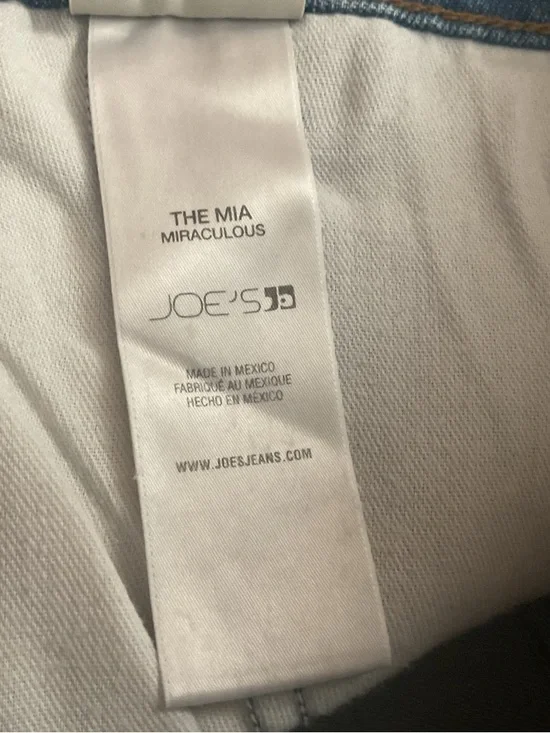 THE MIA
MIRACULOUS
JOE'S
MADE IN MEXICO
FABRIQUÉ AU MEXIQUE
HECHO EN MÉXICO
WWW.JOESJEANS.COM